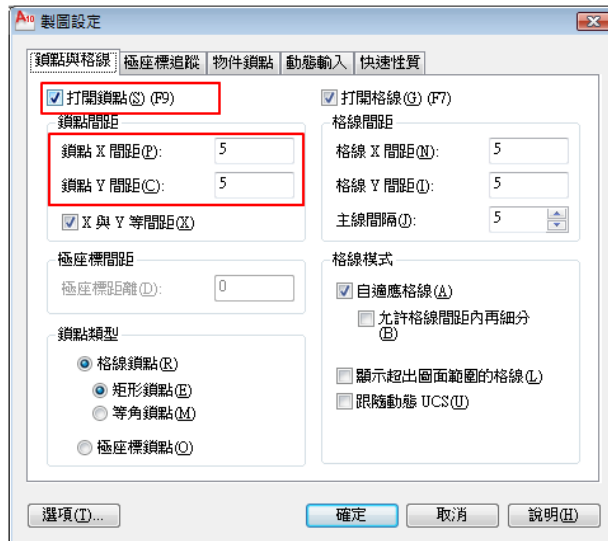 A10 製圖設定
鎖點與格線 極座標追蹤 物件鎖點 動態輸入 快速性質
打開鎖點(S) (F9)
鎖點間距
鎖點 X 間距(P): 5
鎖點 Y 間距(C): 5
X 與 Y 等間距(X)
極座標間距
極座標距離(D): 0
鎖點類型
格線鎖點(R)
矩形鎖點(E)
等角鎖點(M)
極座標鎖點(O)
打開格線(G) (F7)
格線間距
格線 X 間距(N): 5
格線 Y 間距(I): 5
主線間隔(J): 5
格線模式
自適應格線(A)
允許格線間距內再細分
(B)
顯示超出圖面範圍的格線(L)
跟隨動態 UCS(U)
選項(T)... 確定 取消 說明(H)